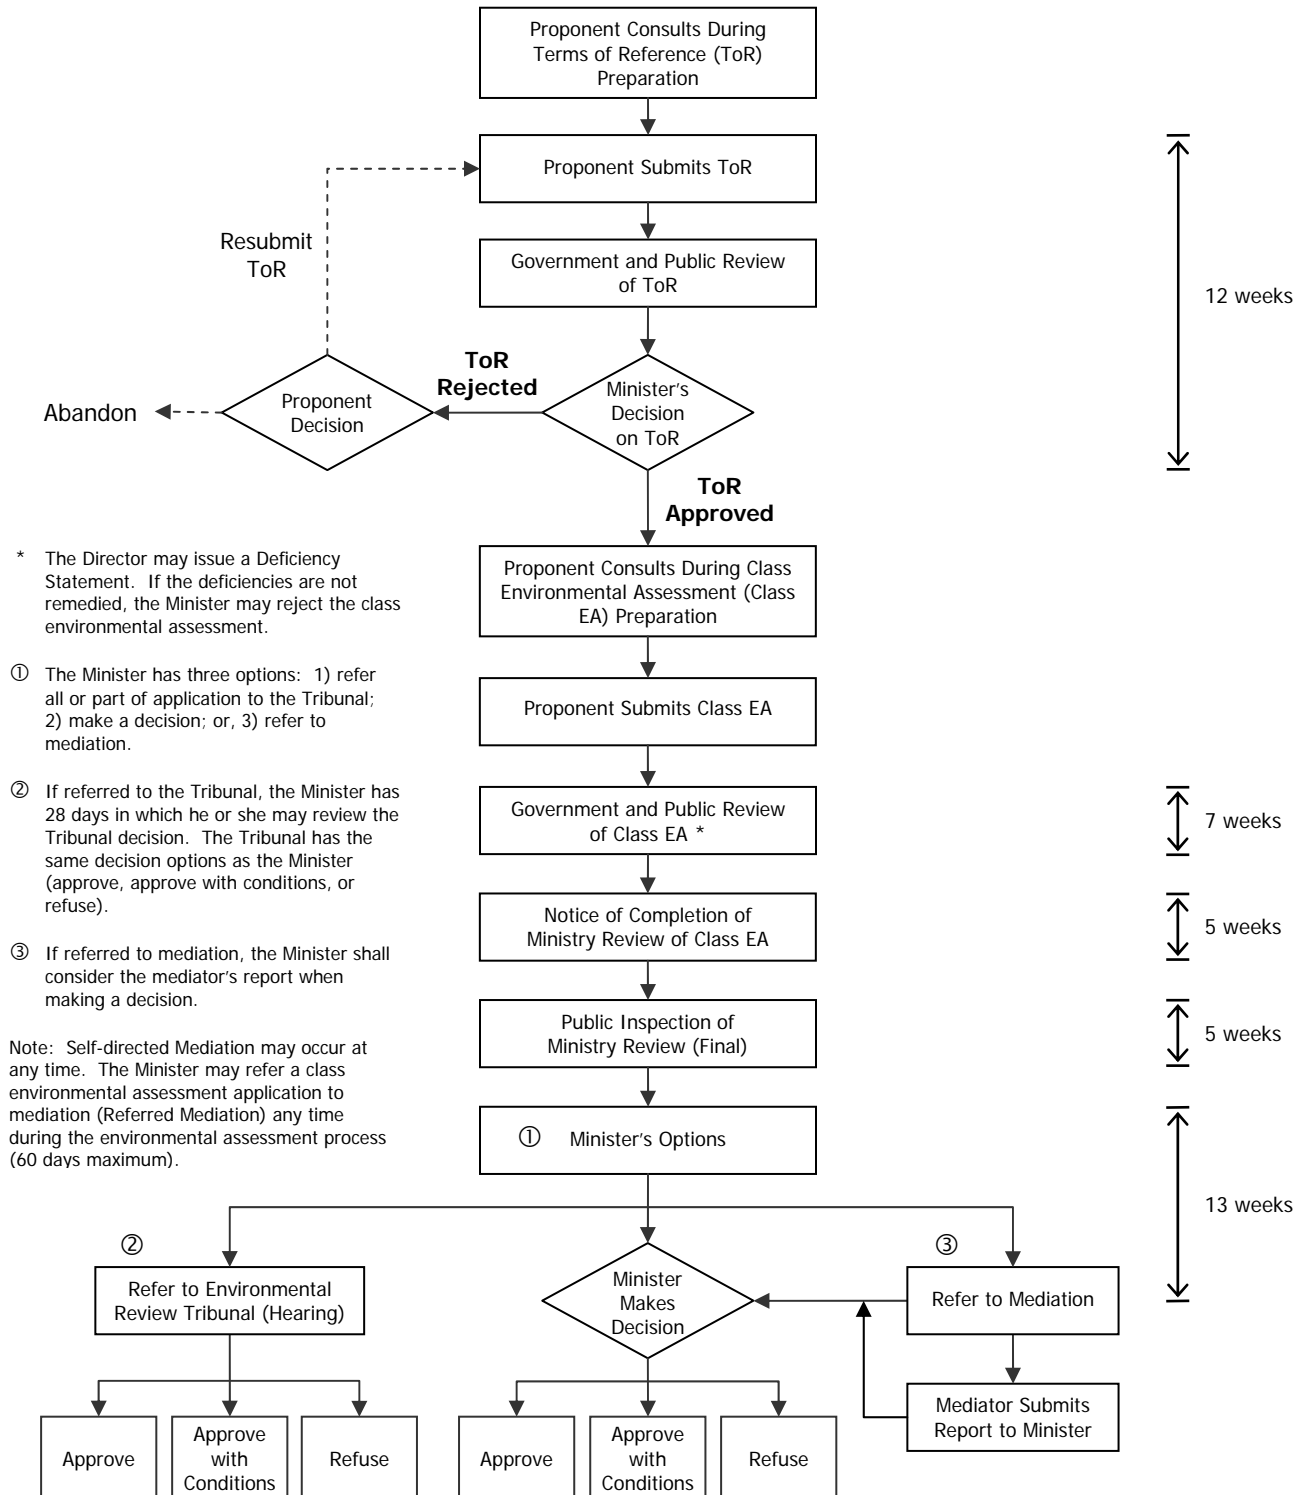 Proponent Consults During
Terms of Reference (ToR)
Preparation
Proponent Submits ToR
Resubmit
ToR
Government and Public Review
of ToR
12 weeks
ToR
Rejected
Minister's
Decision
on ToR
Proponent
Decision
Abandon
ToR
Approved
* The Director may issue a Deficiency
Statement. If the deficiencies are not
remedied, the Minister may reject the class
environmental assessment.
① The Minister has three options: 1) refer
all or part of application to the Tribunal;
2) make a decision; or, 3) refer to
mediation.
② If referred to the Tribunal, the Minister has
28 days in which he or she may review the
Tribunal decision. The Tribunal has the
same decision options as the Minister
(approve, approve with conditions, or
refuse).
③ If referred to mediation, the Minister shall
consider the mediator's report when
making a decision.
Note: Self-directed Mediation may occur at
any time. The Minister may refer a class
environmental assessment application to
mediation (Referred Mediation) any time
during the environmental assessment process
(60 days maximum).
Proponent Consults During Class
Environmental Assessment (Class
EA) Preparation
Proponent Submits Class EA
Government and Public Review
of Class EA *
7 weeks
Notice of Completion of
Ministry Review of Class EA
5 weeks
Public Inspection of
Ministry Review (Final)
5 weeks
① Minister's Options
13 weeks
②
Refer to Environmental
Review Tribunal (Hearing)
Minister
Makes
Decision
③
Refer to Mediation
Mediator Submits
Report to Minister
Approve
Approve
with
Conditions
Refuse
Approve
Approve
with
Conditions
Refuse